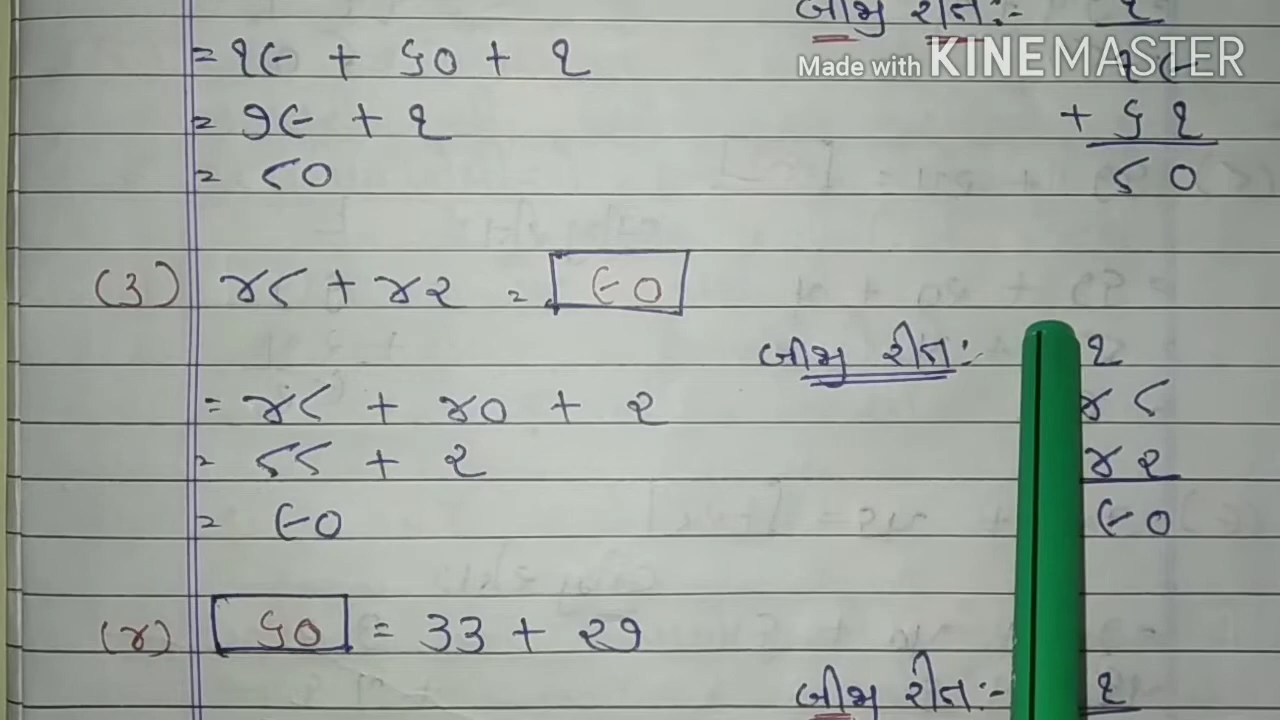 બીજી રીત:- ૧
Made with KINEMASTER
= ૧૯ + ૬૦ + ૧
૧૯
= ૭૯ + ૧
+ ૬૧
= ૮૦
૮૦
(૩) ૪૮ + ૪૨ = ૯૦
બીજી રીત:- ૧
= ૪૮ + ૪૦ + ૨
૪૮
= ૮૮ + ૨
૪૨
= ૯૦
૯૦
(૪) ૬૦ = ૩૩ + ૨૭
બીજી રીત:- ૧